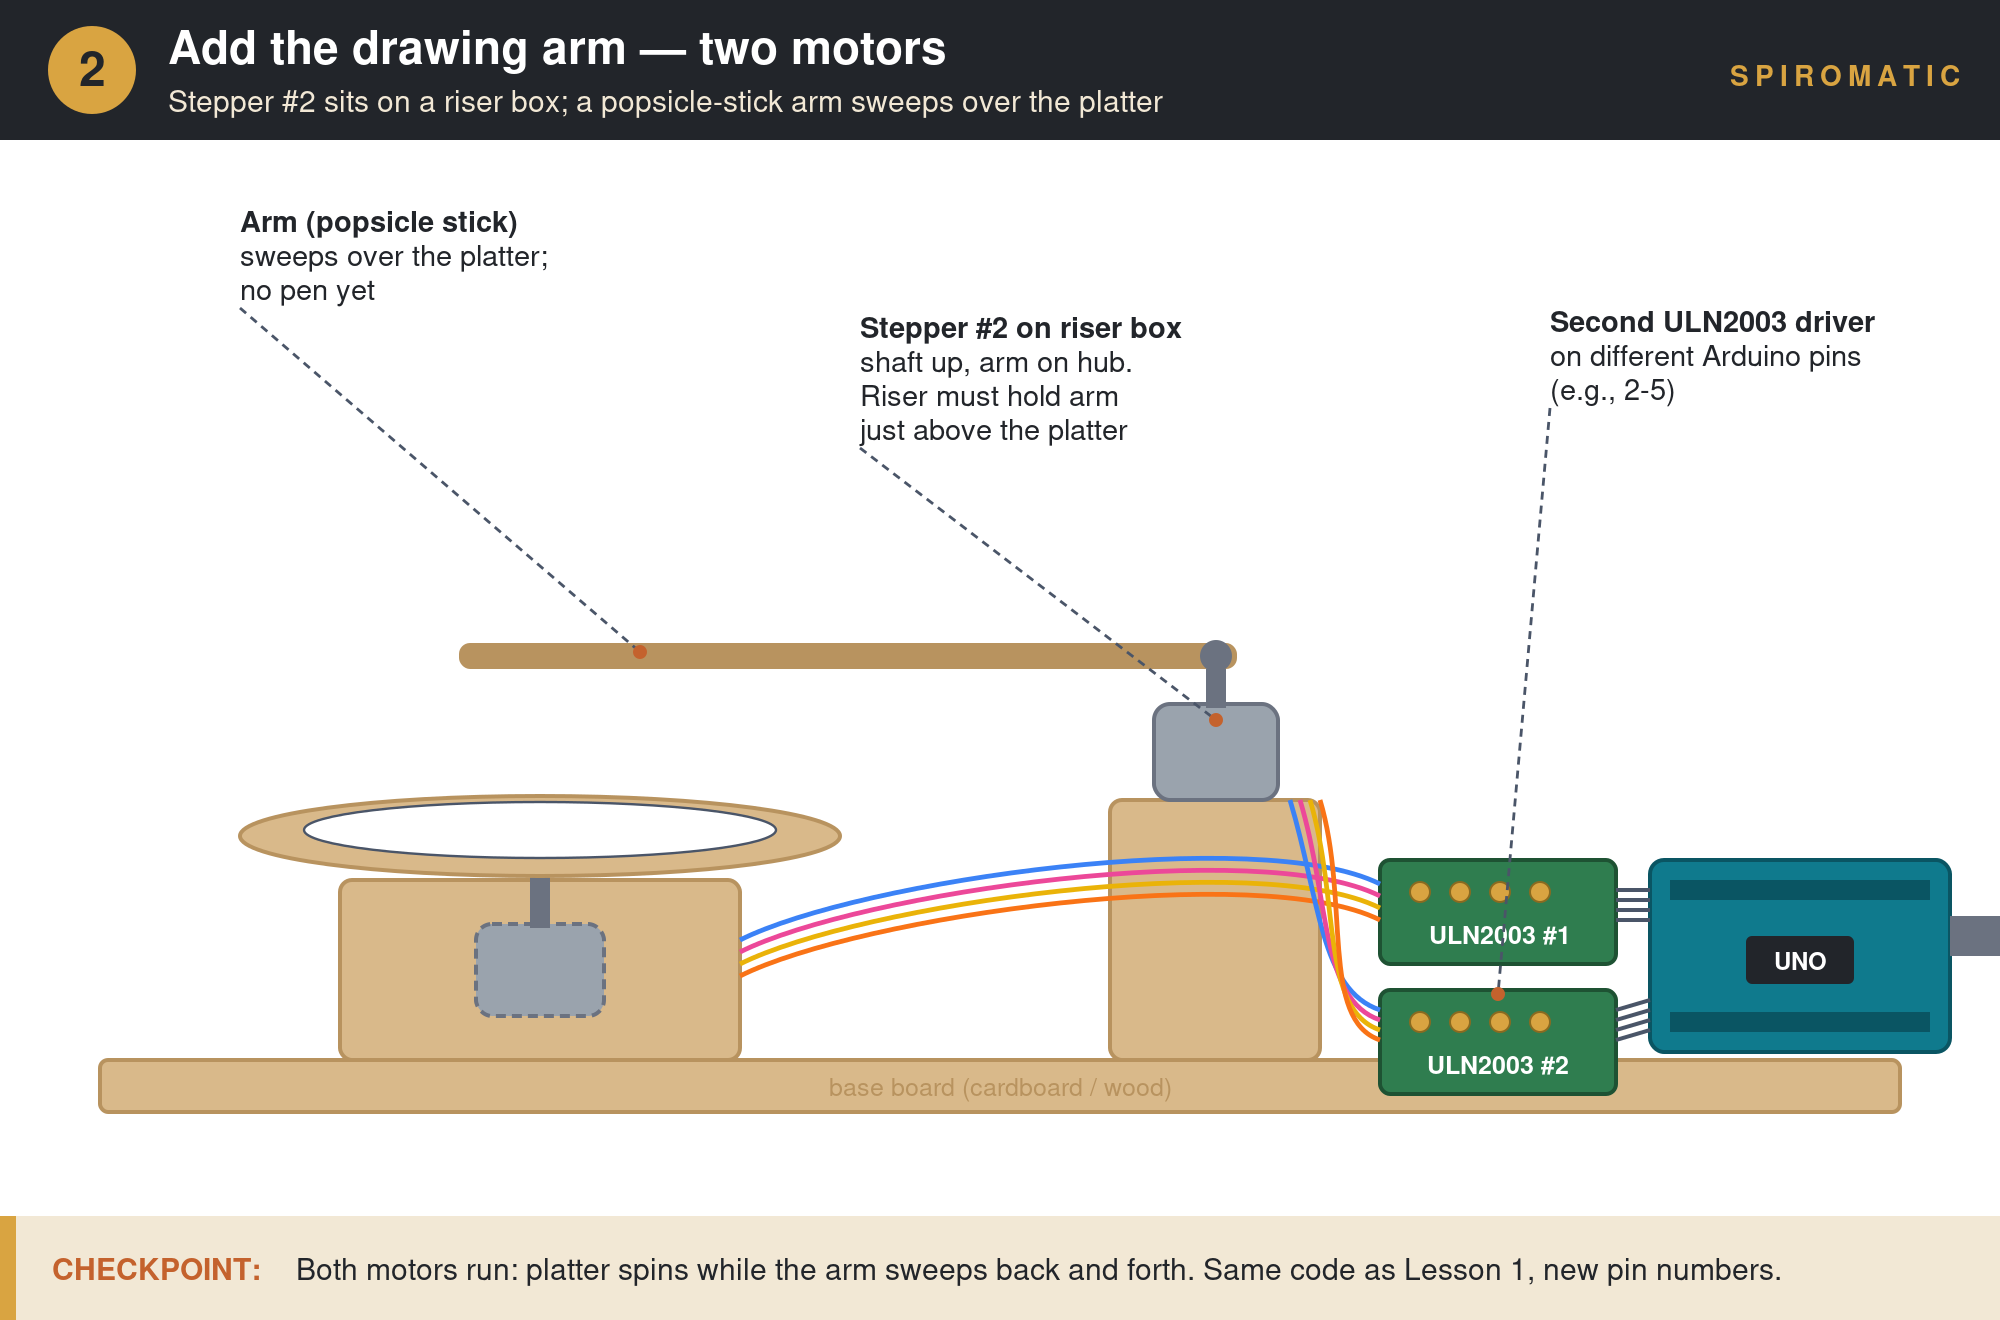 2
Add the drawing arm — two motors
Stepper #2 sits on a riser box; a popsicle-stick arm sweeps over the platter
SPIROMATIC
Arm (popsicle stick)
sweeps over the platter;
no pen yet
Stepper #2 on riser box
shaft up, arm on hub.
Riser must hold arm
just above the platter
Second ULN2003 driver
on different Arduino pins
(e.g., 2-5)
ULN2003 #1
UNO
ULN2003 #2
base board (cardboard / wood)
CHECKPOINT: Both motors run: platter spins while the arm sweeps back and forth. Same code as Lesson 1, new pin numbers.